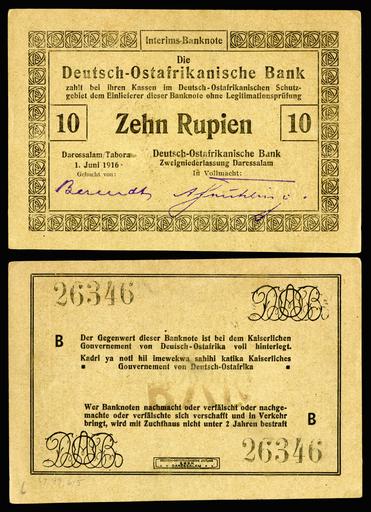 Interims-Banknote
Die
Deutsch-Ostafrikanische Bank
zahlt bei ihren Kassen im Deutsch-Ostafrikanischen Schutz-
gebiet dem Einlieferer dieser Banknote ohne Legitimationsprüfung
10 Zehn Rupien 10
Daressalam/Tabora Deutsch-Ostafrikanische Bank
1. Juni 1916 Zweigniederlassung Daressalam
Gebucht von: In Vollmacht:
Berendt
26346
DOAB
Der Gegenwert dieser Banknote ist bei dem Kaiserlichen
B Gouvernement von Deutsch-Ostafrika voll hinterlegt.
Kadri ya noti hii imewekwa sahihi katika Kaiserliches
Gouvernement von Deutsch-Ostafrika
Wer Banknoten nachmacht oder verfälscht oder nachge-
machte oder verfälschte sich verschafft und in Verkehr
bringt, wird mit Zuchthaus nicht unter 2 Jahren bestraft
B
DOAB
26346